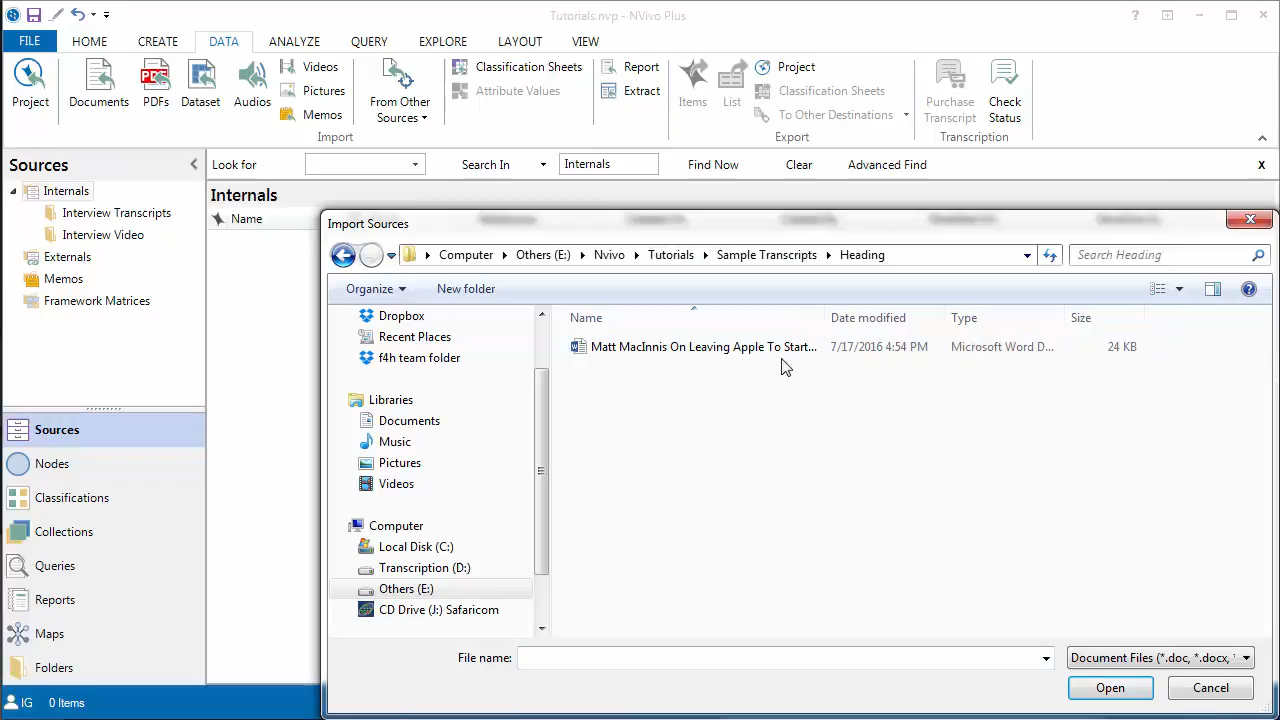 Tutorials.nvp - NVivo Plus
FILE HOME CREATE DATA ANALYZE QUERY EXPLORE LAYOUT VIEW
Project Documents PDFs Dataset Audios Videos Pictures Memos From Other Sources Classification Sheets Attribute Values Report Extract Items List Project Classification Sheets To Other Destinations Purchase Transcript Check Status
Import Export Transcription
Sources Look for Search In Internals Find Now Clear Advanced Find x
Internals
Interview Transcripts
Interview Video
Externals
Memos
Framework Matrices
Sources
Nodes
Classifications
Collections
Queries
Reports
Maps
Folders
IG 0 Items
Internals
Name
Import Sources
Computer Others (E:) Nvivo Tutorials Sample Transcripts Heading Search Heading
Organize New folder
Dropbox
Recent Places
f4h team folder
Libraries
Documents
Music
Pictures
Videos
Computer
Local Disk (C:)
Transcription (D:)
Others (E:)
CD Drive (J:) Safaricom
Name Date modified Type Size
Matt MacInnis On Leaving Apple To Start... 7/17/2016 4:54 PM Microsoft Word D... 24 KB
File name: Document Files (*.doc, *.docx,
Open Cancel